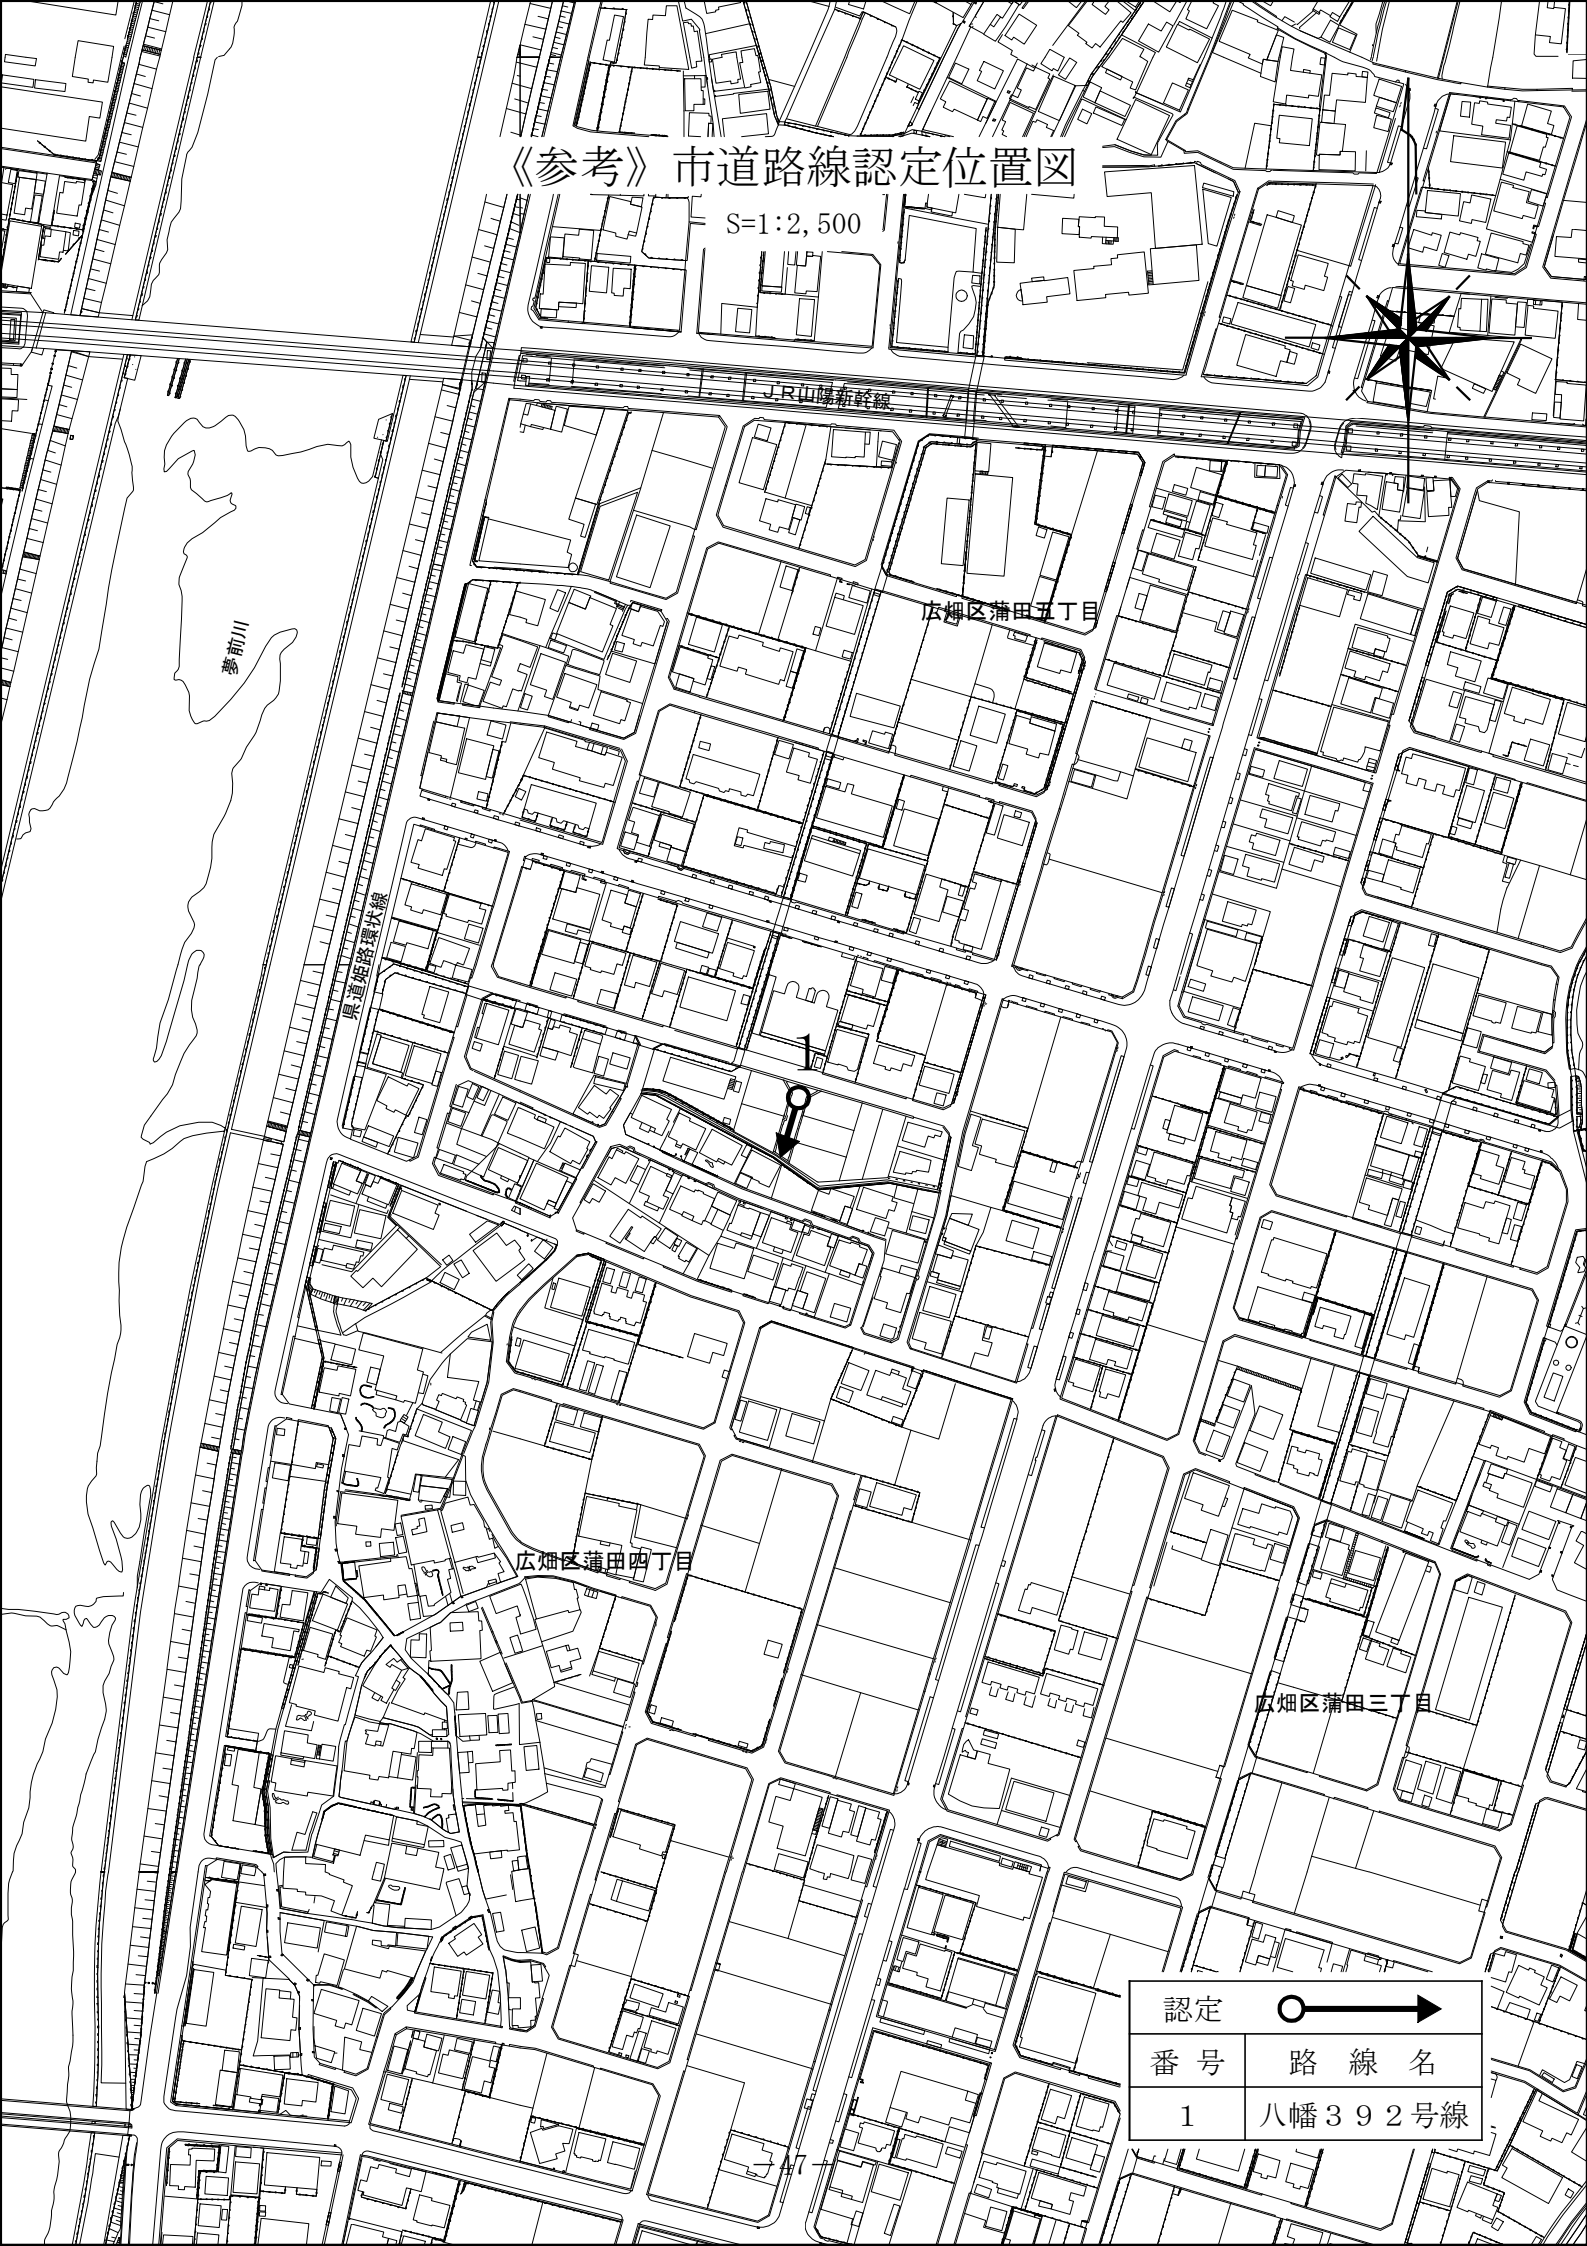 《参考》市道路線認定位置図
S=1:2,500
JR山陽新幹線
広畑区蒲田五丁目
夢前川
県道姫路環状線
1
広畑区蒲田四丁目
広畑区蒲田三丁目
認定
番号 路線名
1 八幡３９２号線
－47－